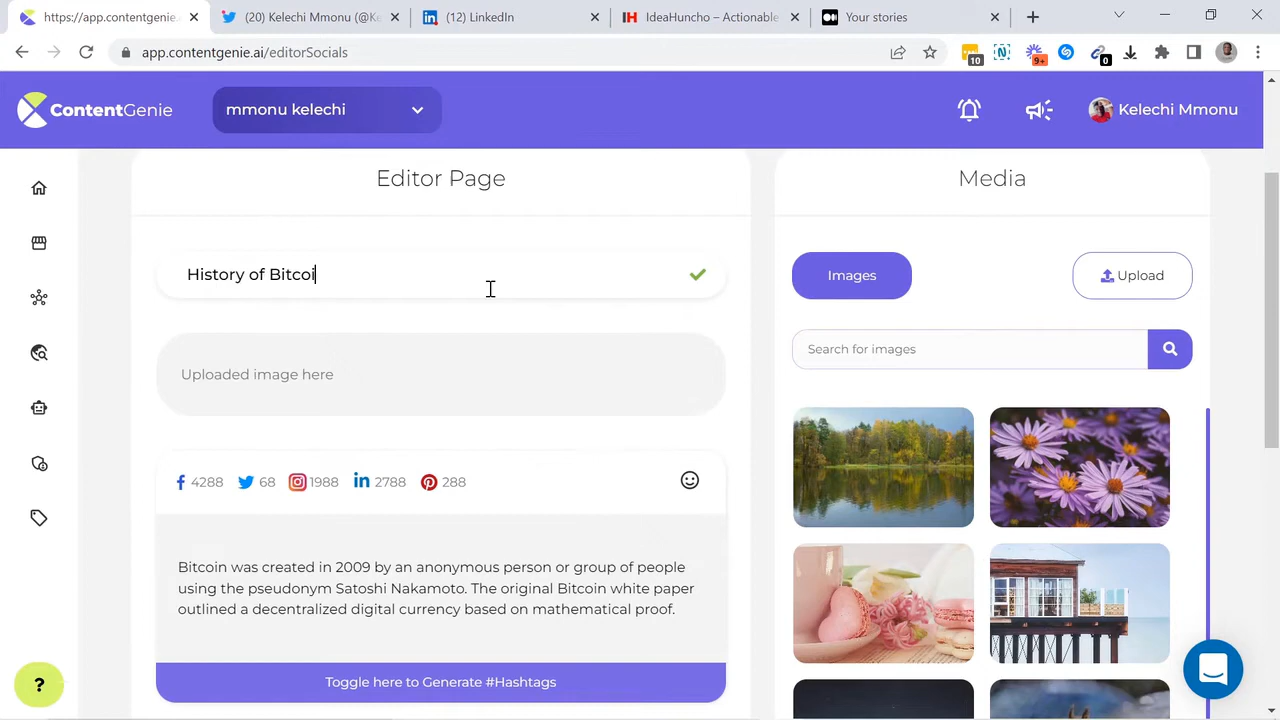 https://app.contentgenie.
(20) Kelechi Mmonu (@Ke
(12) LinkedIn
IdeaHuncho – Actionable
Your stories
app.contentgenie.ai/editorSocials
10
9+
0
ContentGenie
mmonu kelechi
Kelechi Mmonu
Editor Page
Media
History of Bitcoi
Images
Upload
Uploaded image here
Search for images
4288
68
1988
2788
288
Bitcoin was created in 2009 by an anonymous person or group of people
using the pseudonym Satoshi Nakamoto. The original Bitcoin white paper
outlined a decentralized digital currency based on mathematical proof.
Toggle here to Generate #Hashtags
?